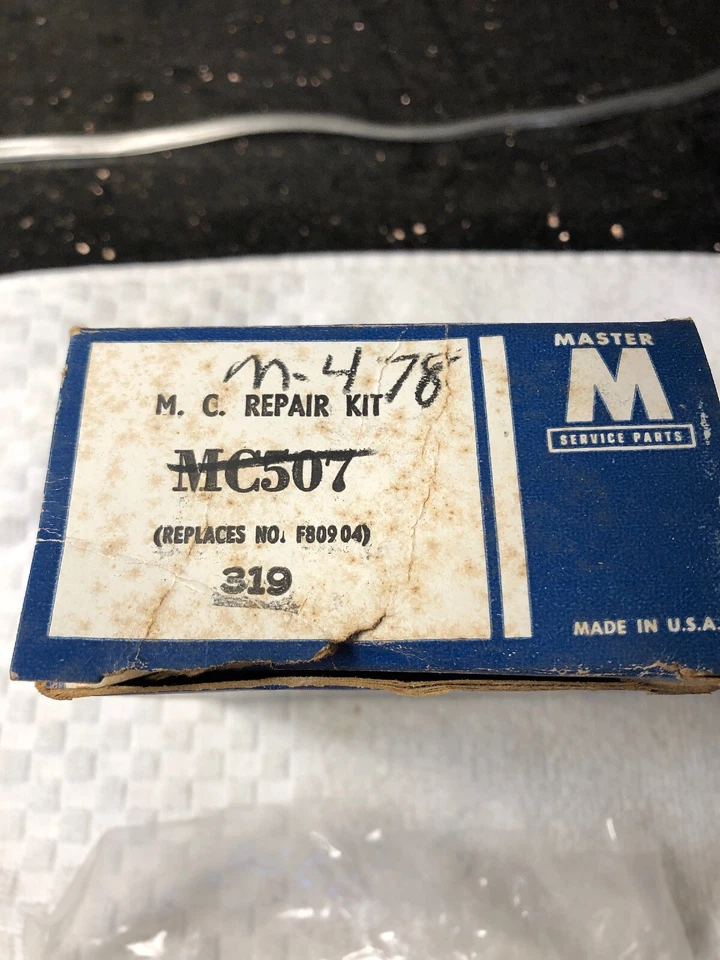 m-4 78
M. C. REPAIR KIT
MC507
(REPLACES NO. F80904)
319
MASTER
M
SERVICE PARTS
MADE IN U.S.A.